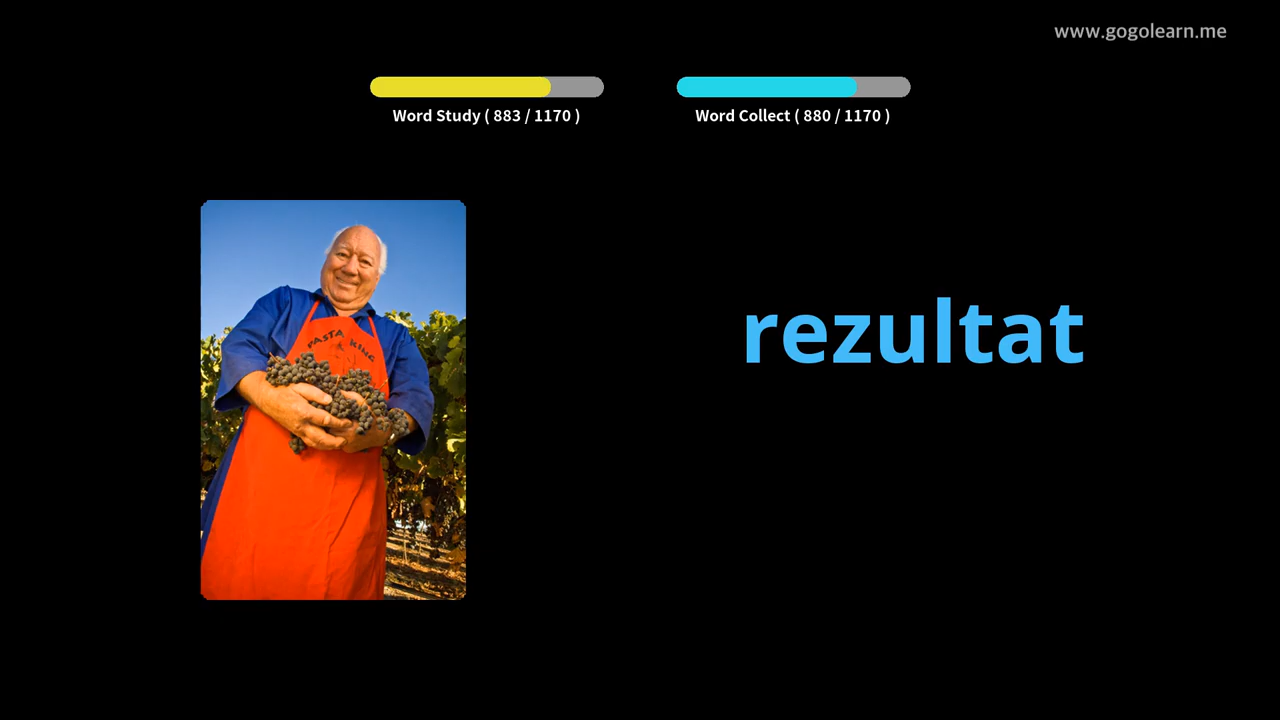 www.gogolearn.me
Word Study ( 883 / 1170 )
Word Collect ( 880 / 1170 )
PASTA KING
rezultat